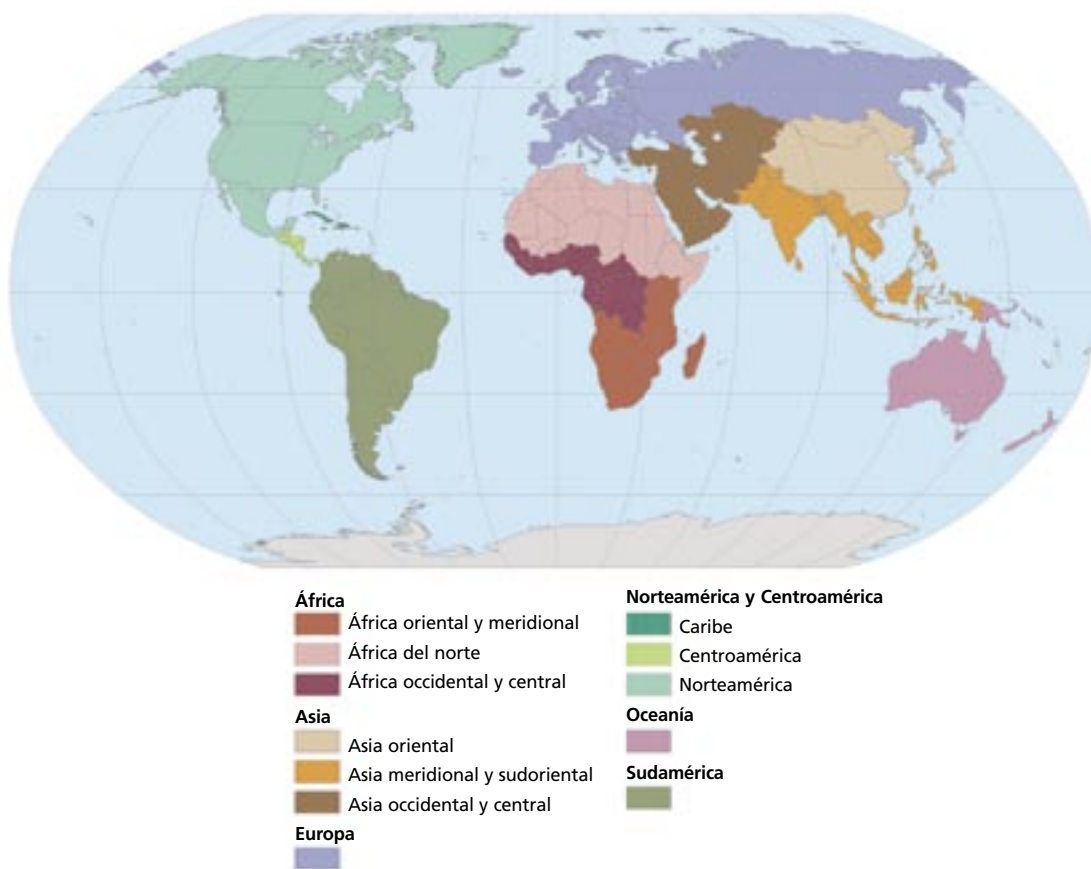 África
África oriental y meridional
África del norte
África occidental y central
Asia
Asia oriental
Asia meridional y sudoriental
Asia occidental y central
Europa
Norteamérica y Centroamérica
Caribe
Centroamérica
Norteamérica
Oceanía
Sudamérica